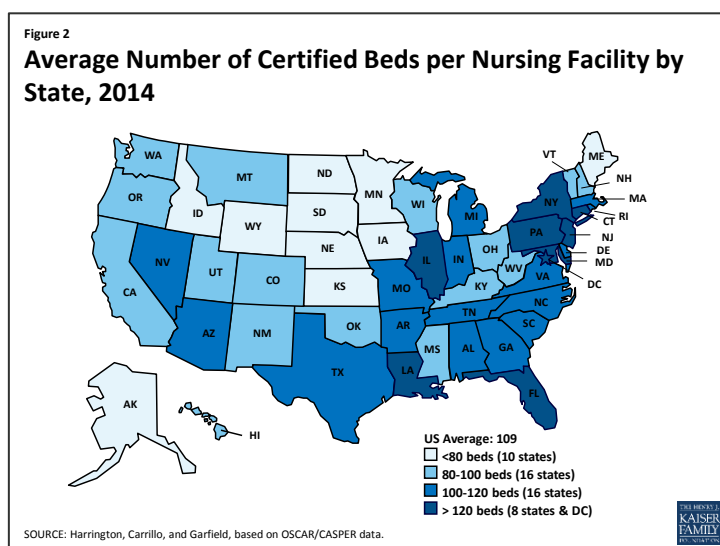 Figure 2
Average Number of Certified Beds per Nursing Facility by
State, 2014
WA
MT
ND
MN
VT
ME
NH
OR
ID
WY
SD
WI
MI
NY
MA
RI
CT
NV
UT
CO
NE
IA
IL
IN
OH
PA
NJ
DE
MD
DC
CA
KS
MO
KY
WV
VA
AZ
NM
OK
AR
TN
NC
SC
TX
LA
MS
AL
GA
FL
AK
HI
US Average: 109
<80 beds (10 states)
80-100 beds (16 states)
100-120 beds (16 states)
> 120 beds (8 states & DC)
SOURCE: Harrington, Carrillo, and Garfield, based on OSCAR/CASPER data.
THE HENRY J.
KAISER
FAMILY
FOUNDATION